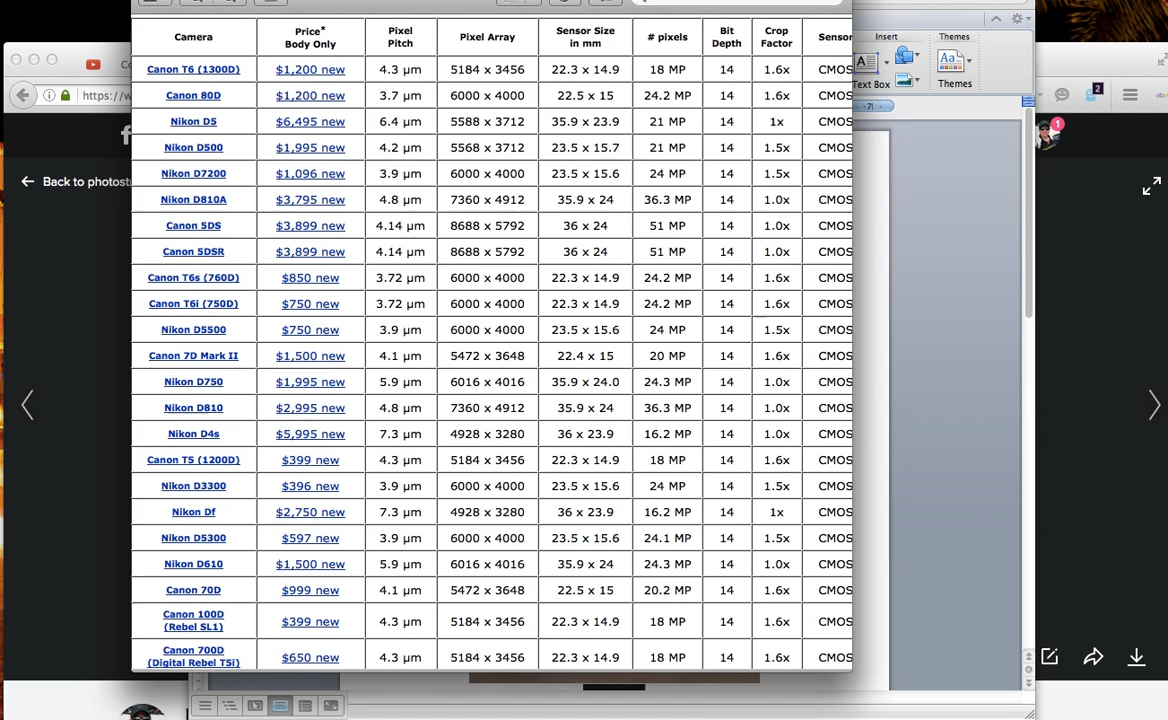 Camera Price* Body Only Pixel Pitch Pixel Array Sensor Size in mm # pixels Bit Depth Crop Factor Sensor
Canon T6 (1300D) $1,200 new 4.3 µm 5184 x 3456 22.3 x 14.9 18 MP 14 1.6x CMOS
Canon 80D $1,200 new 3.7 µm 6000 x 4000 22.5 x 15 24.2 MP 14 1.6x CMOS
Nikon D5 $6,495 new 6.4 µm 5588 x 3712 35.9 x 23.9 21 MP 14 1x CMOS
Nikon D500 $1,995 new 4.2 µm 5568 x 3712 23.5 x 15.7 21 MP 14 1.5x CMOS
Nikon D7200 $1,096 new 3.9 µm 6000 x 4000 23.5 x 15.6 24 MP 14 1.5x CMOS
Nikon D810A $3,795 new 4.8 µm 7360 x 4912 35.9 x 24 36.3 MP 14 1.0x CMOS
Canon 5DS $3,899 new 4.14 µm 8688 x 5792 36 x 24 51 MP 14 1.0x CMOS
Canon 5DSR $3,899 new 4.14 µm 8688 x 5792 36 x 24 51 MP 14 1.0x CMOS
Canon T6s (760D) $850 new 3.72 µm 6000 x 4000 22.3 x 14.9 24.2 MP 14 1.6x CMOS
Canon T6i (750D) $750 new 3.72 µm 6000 x 4000 22.3 x 14.9 24.2 MP 14 1.6x CMOS
Nikon D5500 $750 new 3.9 µm 6000 x 4000 23.5 x 15.6 24 MP 14 1.5x CMOS
Canon 7D Mark II $1,500 new 4.1 µm 5472 x 3648 22.4 x 15 20 MP 14 1.6x CMOS
Nikon D750 $1,995 new 5.9 µm 6016 x 4016 35.9 x 24.0 24.3 MP 14 1.0x CMOS
Nikon D810 $2,995 new 4.8 µm 7360 x 4912 35.9 x 24 36.3 MP 14 1.0x CMOS
Nikon D4s $5,995 new 7.3 µm 4928 x 3280 36 x 23.9 16.2 MP 14 1.0x CMOS
Canon T5 (1200D) $399 new 4.3 µm 5184 x 3456 22.3 x 14.9 18 MP 14 1.6x CMOS
Nikon D3300 $396 new 3.9 µm 6000 x 4000 23.5 x 15.6 24 MP 14 1.5x CMOS
Nikon Df $2,750 new 7.3 µm 4928 x 3280 36 x 23.9 16.2 MP 14 1x CMOS
Nikon D5300 $597 new 3.9 µm 6000 x 4000 23.5 x 15.6 24.1 MP 14 1.5x CMOS
Nikon D610 $1,500 new 5.9 µm 6016 x 4016 35.9 x 24 24.3 MP 14 1.0x CMOS
Canon 70D $999 new 4.1 µm 5472 x 3648 22.5 x 15 20.2 MP 14 1.6x CMOS
Canon 100D (Rebel SL1) $399 new 4.3 µm 5184 x 3456 22.3 x 14.9 18 MP 14 1.6x CMOS
Canon 700D (Digital Rebel T5i) $650 new 4.3 µm 5184 x 3456 22.3 x 14.9 18 MP 14 1.6x CMOS
https://w
Back to photostr
Insert Themes
A Aa
Text Box Themes
7
2
1